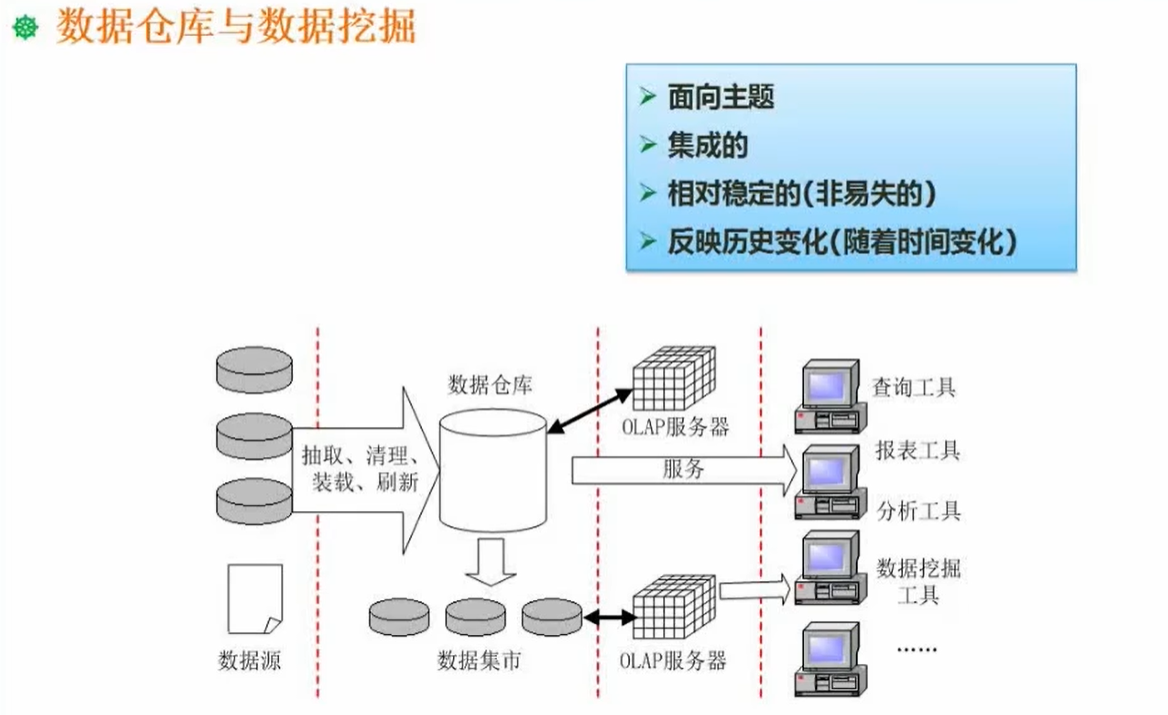 数据仓库与数据挖掘
面向主题
集成的
相对稳定的(非易失的)
反映历史变化(随着时间变化)
数据仓库
OLAP服务器
查询工具
报表工具
抽取、清理、
装载、刷新
服务
分析工具
数据挖掘
工具
数据源
数据集市
OLAP服务器
……